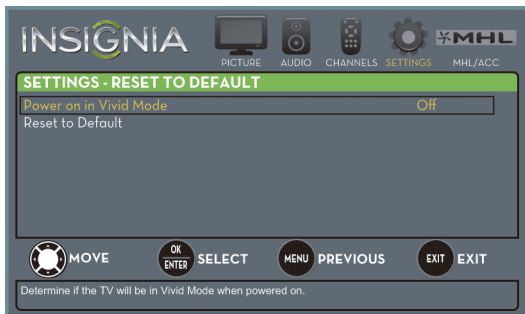 INSIGNIA
PICTURE AUDIO CHANNELS SETTINGS MHL MHL/ACC
SETTINGS - RESET TO DEFAULT
Power on in Vivid Mode Off
Reset to Default
MOVE OK ENTER SELECT MENU PREVIOUS EXIT EXIT
Determine if the TV will be in Vivid Mode when powered on.